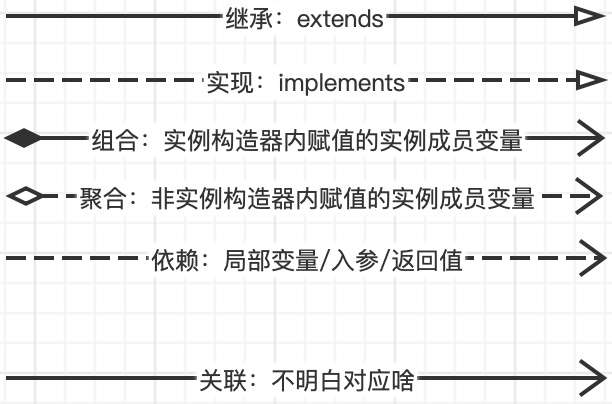 继承：extends
实现：implements
组合：实例构造器内赋值的实例成员变量
聚合：非实例构造器内赋值的实例成员变量
依赖：局部变量/入参/返回值
关联：不明白对应啥